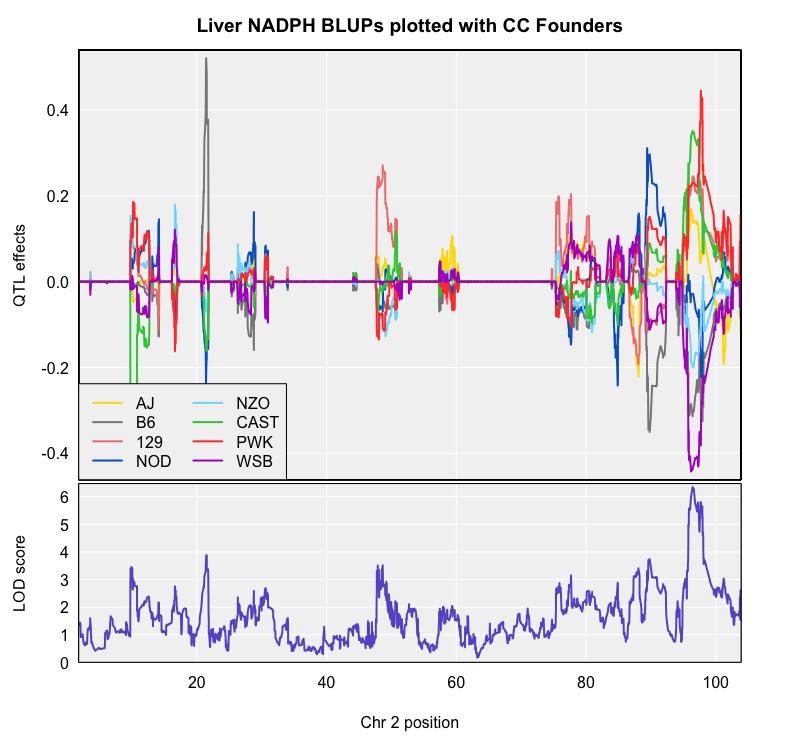 Liver NADPH BLUPs plotted with CC Founders
QTL effects
0.4
0.2
0.0
-0.2
-0.4
AJ
B6
129
NOD
NZO
CAST
PWK
WSB
LOD score
6
5
4
3
2
1
0
20 40 60 80 100
Chr 2 position